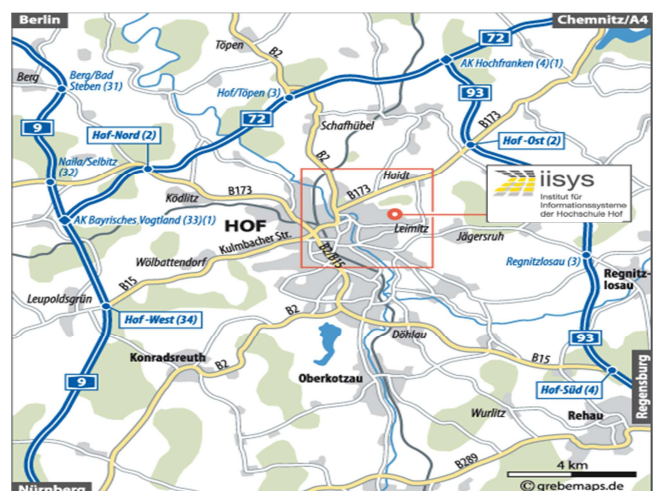 Berlin
Chemnitz/A4
Töpen
B2
72
AK Hochfranken (4)(1)
Berg
Berg/Bad
Steben (31)
Hof/Töpen (3)
93
B173
72
Schafhübel
9
Hof-Nord (2)
Hof-Ost (2)
B2
Naila/Selbitz
(32)
Haidt
iisys
Institut für
Informationssysteme
der Hochschule Hof
Ködlitz
B173
B173
AK Bayrisches Vogtland (33)(1)
HOF
Leimitz
Jägersruh
Kulmbacher Str.
B2/B15
Wölbattendorf
Regnitzlosau (3)
Regnitz-
losau
B15
Leupoldsgrün
B2
Hof-West (34)
Döhlau
93
Konradsreuth
B2
B15
9
Oberkotzau
Hof-Süd (4)
Regensburg
Wurlitz
Rehau
B289
4 km
Nürnberg
© grebemaps.de